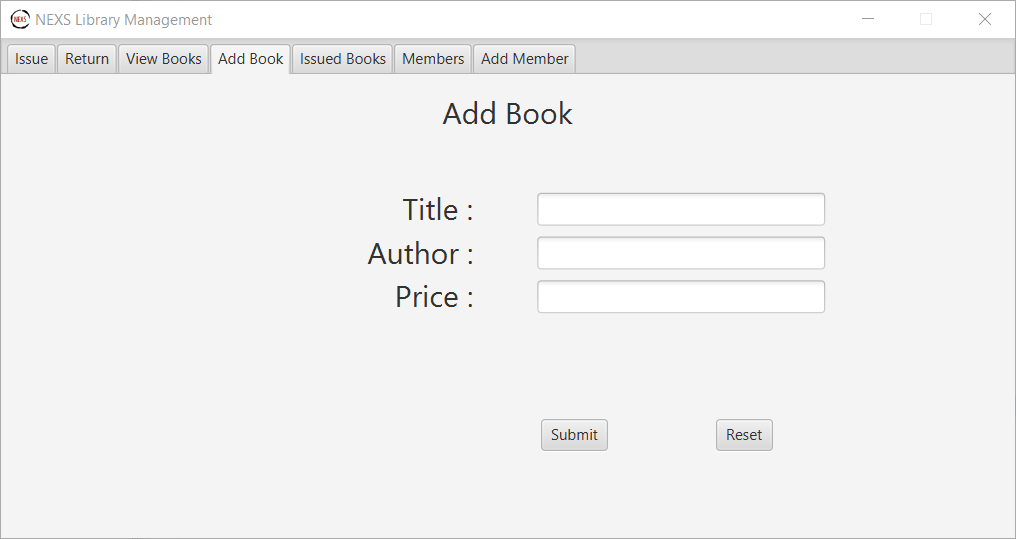 NEXS NEXS Library Management
Issue Return View Books Add Book Issued Books Members Add Member
Add Book
Title :
Author :
Price :
Submit Reset